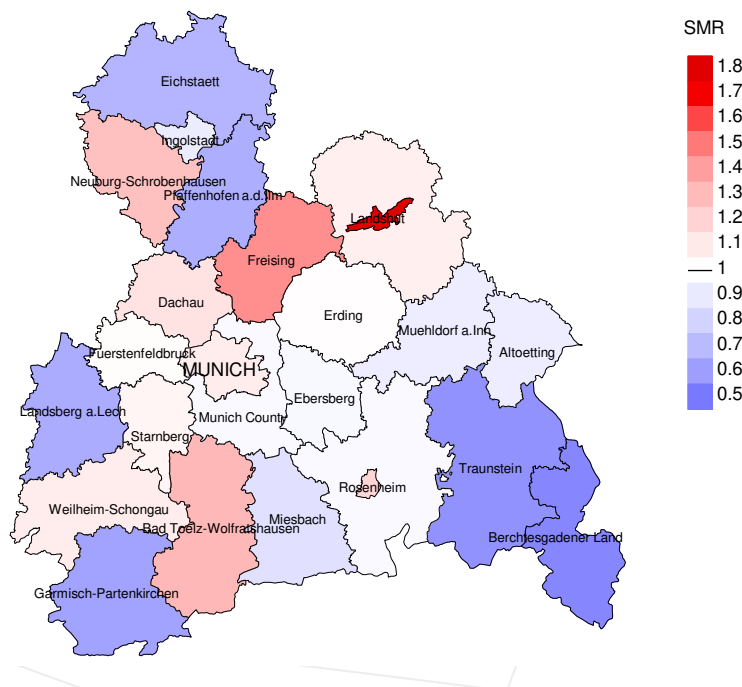 SMR
1.8
1.7
1.6
1.5
1.4
1.3
1.2
1.1
1
0.9
0.8
0.7
0.6
0.5
Eichstaett
Ingolstadt
Neuburg-Schrobenhausen
Pfaffenhofen a.d.Ilm
Landshut
Freising
Dachau
Erding
Muehldorf a.Inn
Fuerstenfeldbruck
Altoetting
MUNICH
Ebersberg
Landsberg a.Lech
Munich County
Starnberg
Traunstein
Rosenheim
Weilheim-Schongau
Miesbach
Bad Toelz-Wolfratshausen
Berchtesgadener Land
Garmisch-Partenkirchen